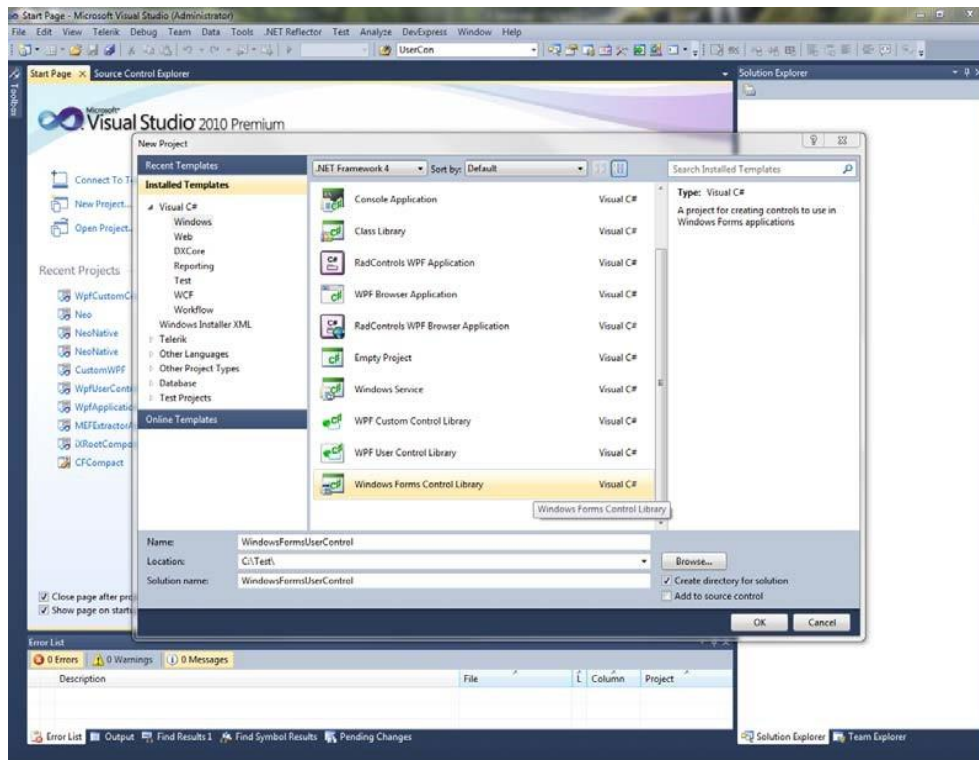 Start Page - Microsoft Visual Studio (Administrator)
File Edit View Telerik Debug Team Data Tools .NET Reflector Test Analyze DevExpress Window Help
UserCon
Toolbox
Start Page Source Control Explorer
Solution Explorer
Microsoft
Visual Studio 2010 Premium
Connect To
New Project...
Open Project.
Recent Projects
WpfCustomC
Neo
NeoNative
NeoNative
CustomWPF
WpfUserCont
WpfApplicatio
MEFExtractorA
iXRootCompo
CFCompact
Close page after pro
Show page on start
New Project
Recent Templates
Installed Templates
Visual C#
Windows
Web
DXCore
Reporting
Test
WCF
Workflow
Windows Installer XML
Telerik
Other Languages
Other Project Types
Database
Test Projects
Online Templates
.NET Framework 4 Sort by: Default
Search Installed Templates
Console Application Visual C#
Class Library Visual C#
RadControls WPF Application Visual C#
WPF Browser Application Visual C#
RadControls WPF Browser Application Visual C#
Empty Project Visual C#
Windows Service Visual C#
WPF Custom Control Library Visual C#
WPF User Control Library Visual C#
Windows Forms Control Library Visual C#
Windows Forms Control Library
Type: Visual C#
A project for creating controls to use in
Windows Forms applications
Name: WindowsFormsUserControl
Location: C:\Test\
Browse...
Solution name: WindowsFormsUserControl
Create directory for solution
Add to source control
OK Cancel
Error List
0 Errors 0 Warnings 0 Messages
Description File L Column Project
Error List Output Find Results 1 Find Symbol Results Pending Changes
Solution Explorer Team Explorer